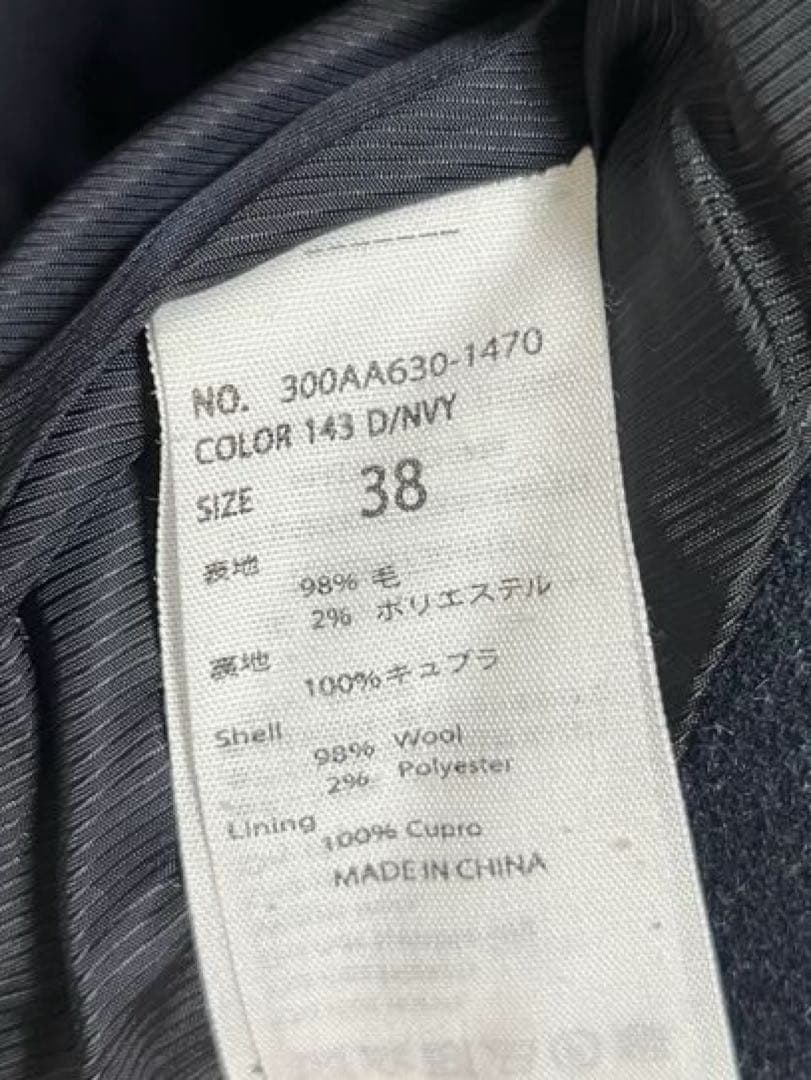 NO. 300AA630-1470
COLOR 143 D/NVY
SIZE 38
表地
98% 毛
2% ポリエステル
裏地
100%キュプラ
Shell
98% Wool
2% Polyester
Lining
100% Cupro
MADE IN CHINA